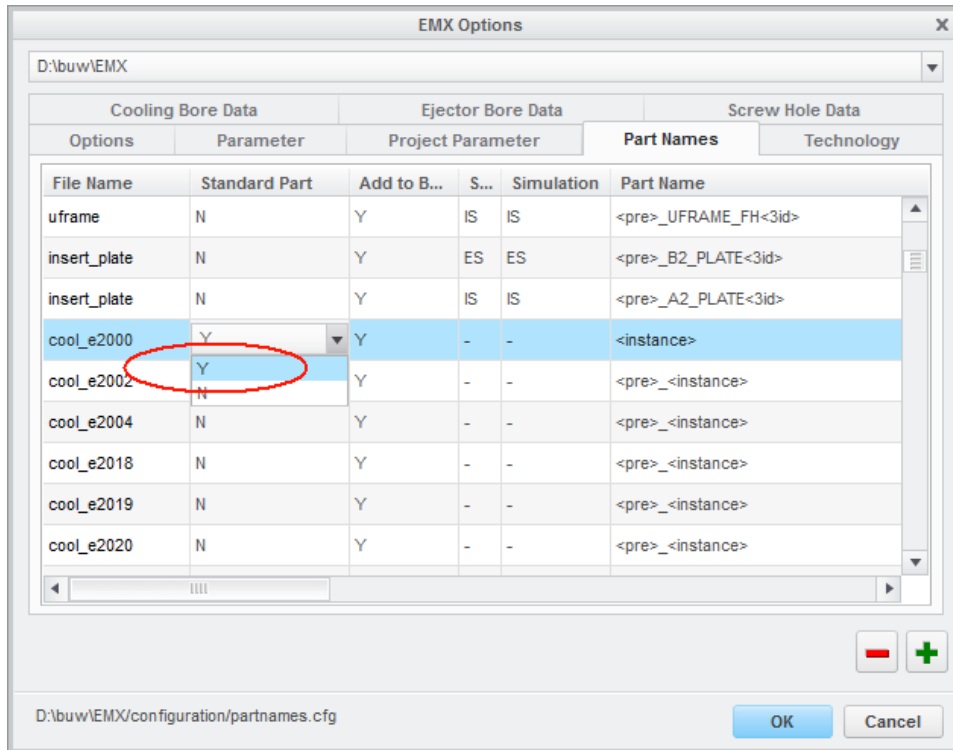 EMX Options
D:\buw\EMX
Cooling Bore Data Ejector Bore Data Screw Hole Data
Options Parameter Project Parameter Part Names Technology
File Name Standard Part Add to B... S... Simulation Part Name
uframe N Y IS IS <pre>_UFRAME_FH<3id>
insert_plate N Y ES ES <pre>_B2_PLATE<3id>
insert_plate N Y IS IS <pre>_A2_PLATE<3id>
cool_e2000 Y Y - - <instance>
Y
cool_e2002 Y - - <pre>_<instance>
N
cool_e2004 N Y - - <pre>_<instance>
cool_e2018 N Y - - <pre>_<instance>
cool_e2019 N Y - - <pre>_<instance>
cool_e2020 N Y - - <pre>_<instance>
D:\buw\EMX/configuration/partnames.cfg OK Cancel